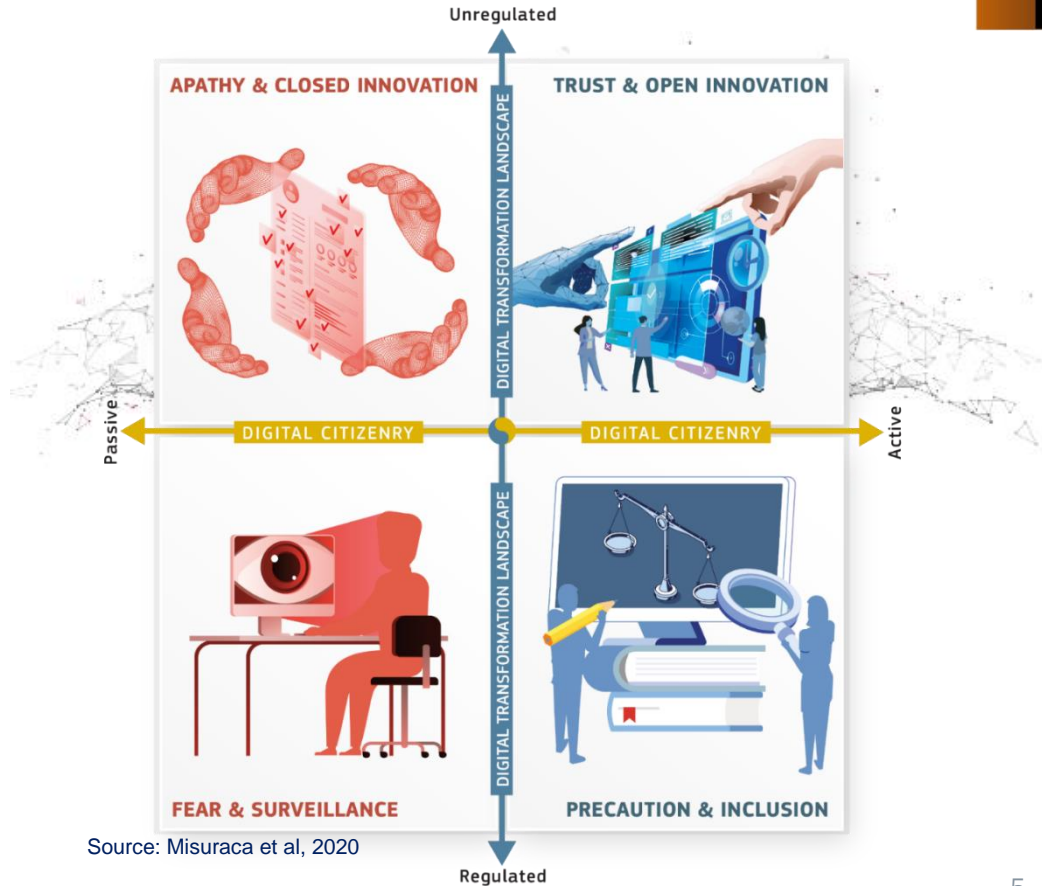 Unregulated
APATHY & CLOSED INNOVATION
TRUST & OPEN INNOVATION
DIGITAL TRANSFORMATION LANDSCAPE
Passive
DIGITAL CITIZENRY
DIGITAL CITIZENRY
Active
DIGITAL TRANSFORMATION LANDSCAPE
FEAR & SURVEILLANCE
PRECAUTION & INCLUSION
Source: Misuraca et al, 2020
Regulated
5